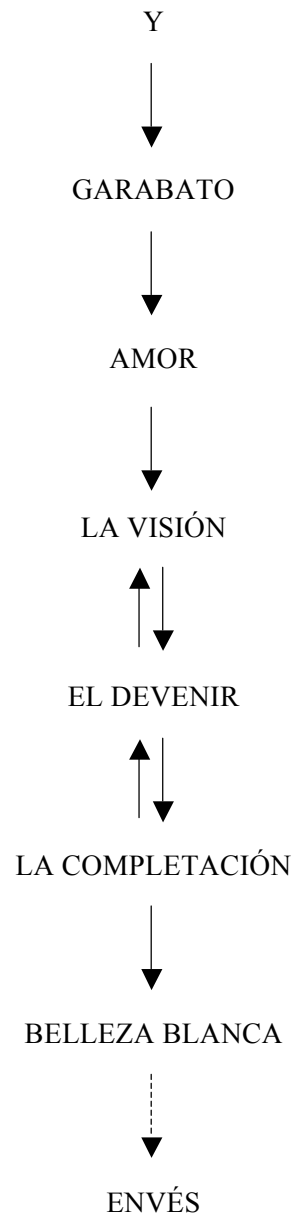 Y
GARABATO
AMOR
LA VISIÓN
EL DEVENIR
LA COMPLETACIÓN
BELLEZA BLANCA
ENVÉS